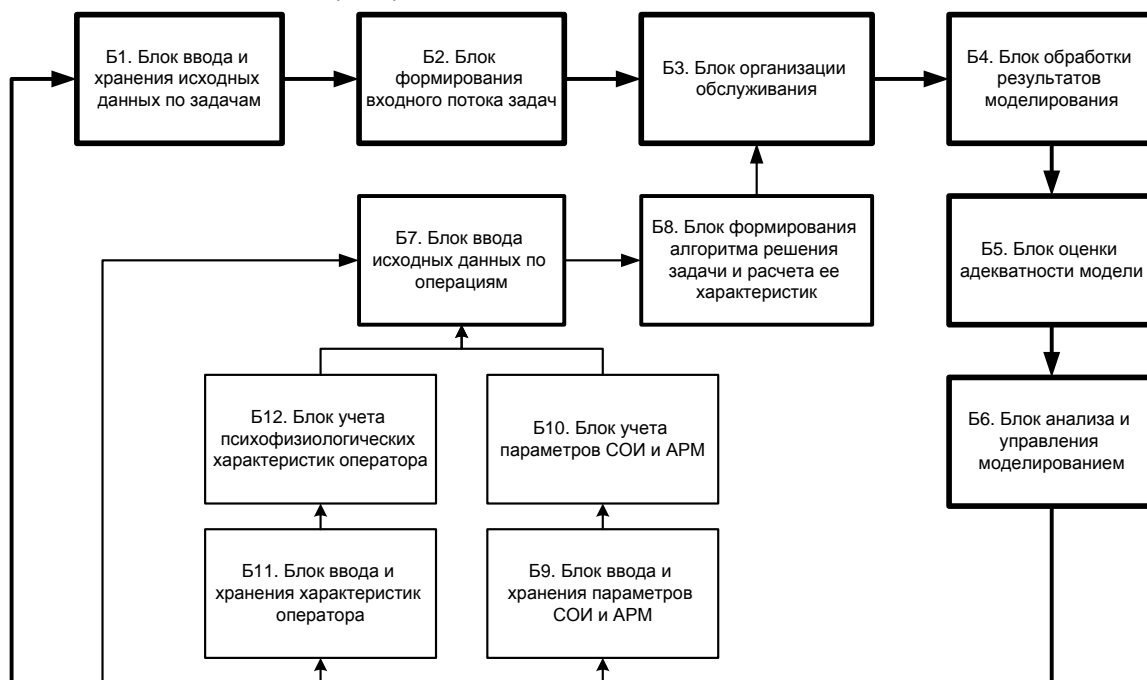 Б1. Блок ввода и
хранения исходных
данных по задачам
Б2. Блок
формирования
входного потока задач
Б3. Блок организации
обслуживания
Б4. Блок обработки
результатов
моделирования
Б7. Блок ввода
исходных данных по
операциям
Б8. Блок формирования
алгоритма решения
задачи и расчета ее
характеристик
Б5. Блок оценки
адекватности модели
Б12. Блок учета
психофизиологических
характеристик оператора
Б10. Блок учета
параметров СОИ и АРМ
Б6. Блок анализа и
управления
моделированием
Б11. Блок ввода и
хранения характеристик
оператора
Б9. Блок ввода и
хранения параметров
СОИ и АРМ